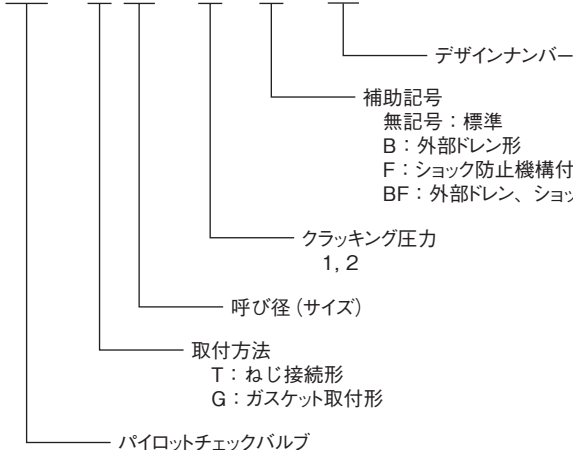 デザインナンバー
補助記号
無記号：標準
B：外部ドレン形
F：ショック防止機構付
BF：外部ドレン、ショッ
クラッキング圧力
1, 2
呼び径（サイズ）
取付方法
T：ねじ接続形
G：ガスケット取付形
パイロットチェックバルブ